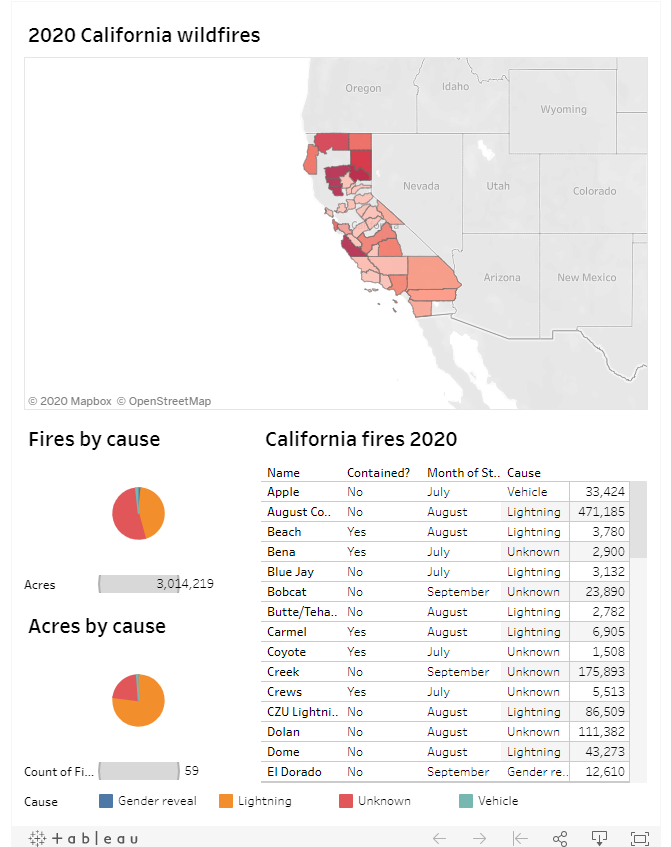 2020 California wildfires
Oregon
Idaho
Wyoming
Nevada
Utah
Colorado
Arizona
New Mexico
© 2020 Mapbox © OpenStreetMap
Fires by cause
Acres 3,014,219
Acres by cause
Count of Fi... 59
California fires 2020
Name Contained? Month of St.. Cause
Apple No July Vehicle 33,424
August Co.. No August Lightning 471,185
Beach Yes August Lightning 3,780
Bena Yes July Unknown 2,900
Blue Jay No July Lightning 3,132
Bobcat No September Unknown 23,890
Butte/Teha.. No August Lightning 2,782
Carmel Yes August Lightning 6,905
Coyote Yes July Unknown 1,508
Creek No September Unknown 175,893
Crews Yes July Unknown 5,513
CZU Lightni.. No August Lightning 86,509
Dolan No August Unknown 111,382
Dome No August Lightning 43,273
El Dorado No September Gender re.. 12,610
Cause Gender reveal Lightning Unknown Vehicle
+ a b | e a u